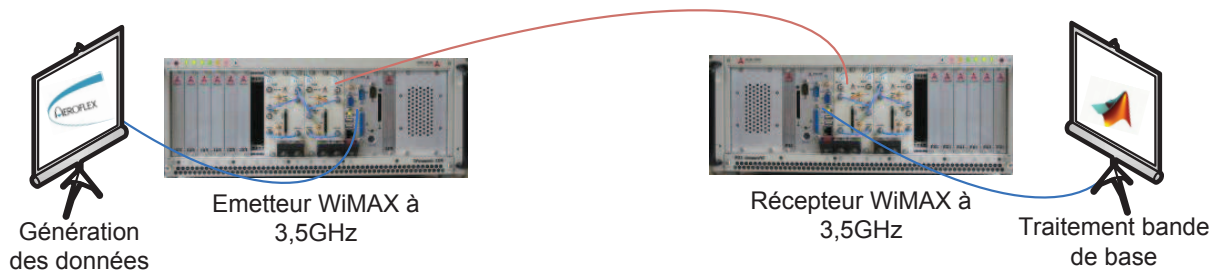 AEROFLEX
Emetteur WiMAX à
3,5GHz
Récepteur WiMAX à
3,5GHz
Génération
des données
Traitement bande
de base